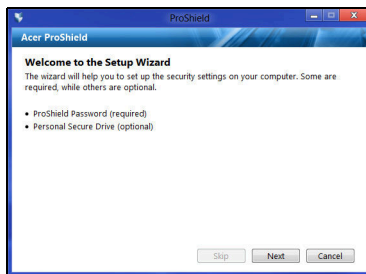 ProShield
Acer ProShield
Welcome to the Setup Wizard
The wizard will help you to set up the security settings on your computer. Some are
required, while others are optional.
• ProShield Password (required)
• Personal Secure Drive (optional)
Skip Next Cancel